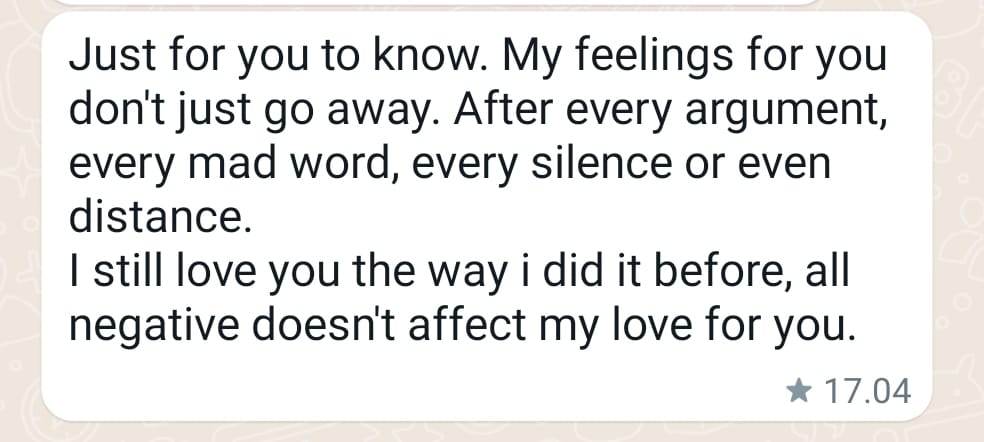 Just for you to know. My feelings for you
don't just go away. After every argument,
every mad word, every silence or even
distance.
I still love you the way i did it before, all
negative doesn't affect my love for you.
★ 17.04